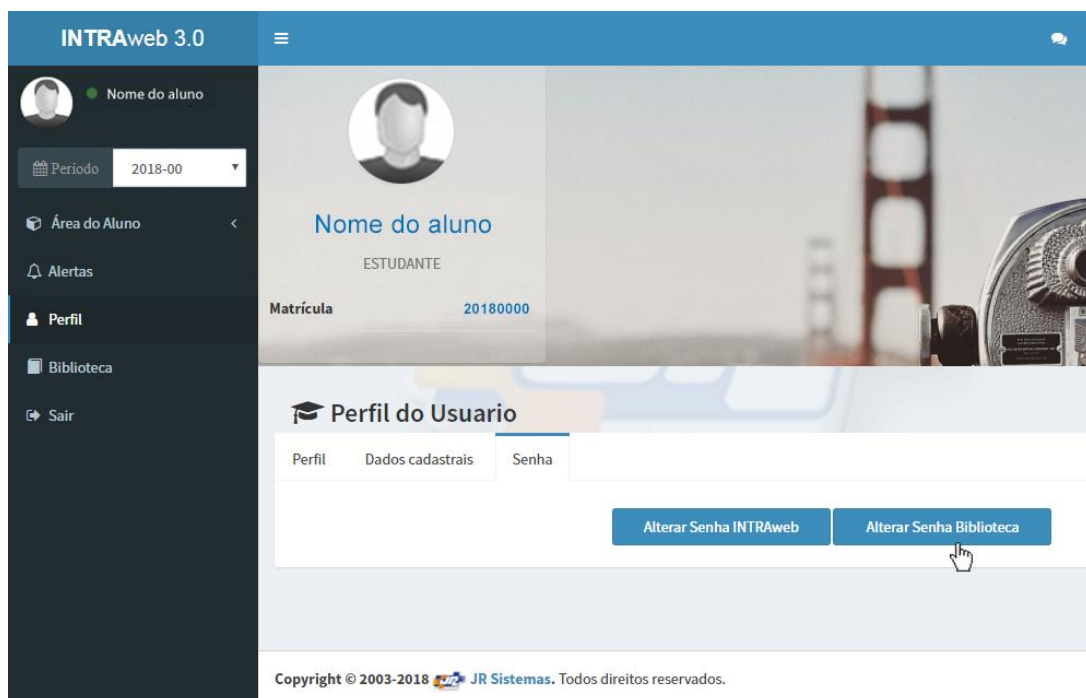 INTRAweb 3.0
Nome do aluno
Período 2018-00
Área do Aluno
Alertas
Perfil
Biblioteca
Sair
Nome do aluno
ESTUDANTE
Matrícula 20180000
Perfil do Usuario
Perfil Dados cadastrais Senha
Alterar Senha INTRAweb Alterar Senha Biblioteca
Copyright © 2003-2018 JR Sistemas. Todos direitos reservados.